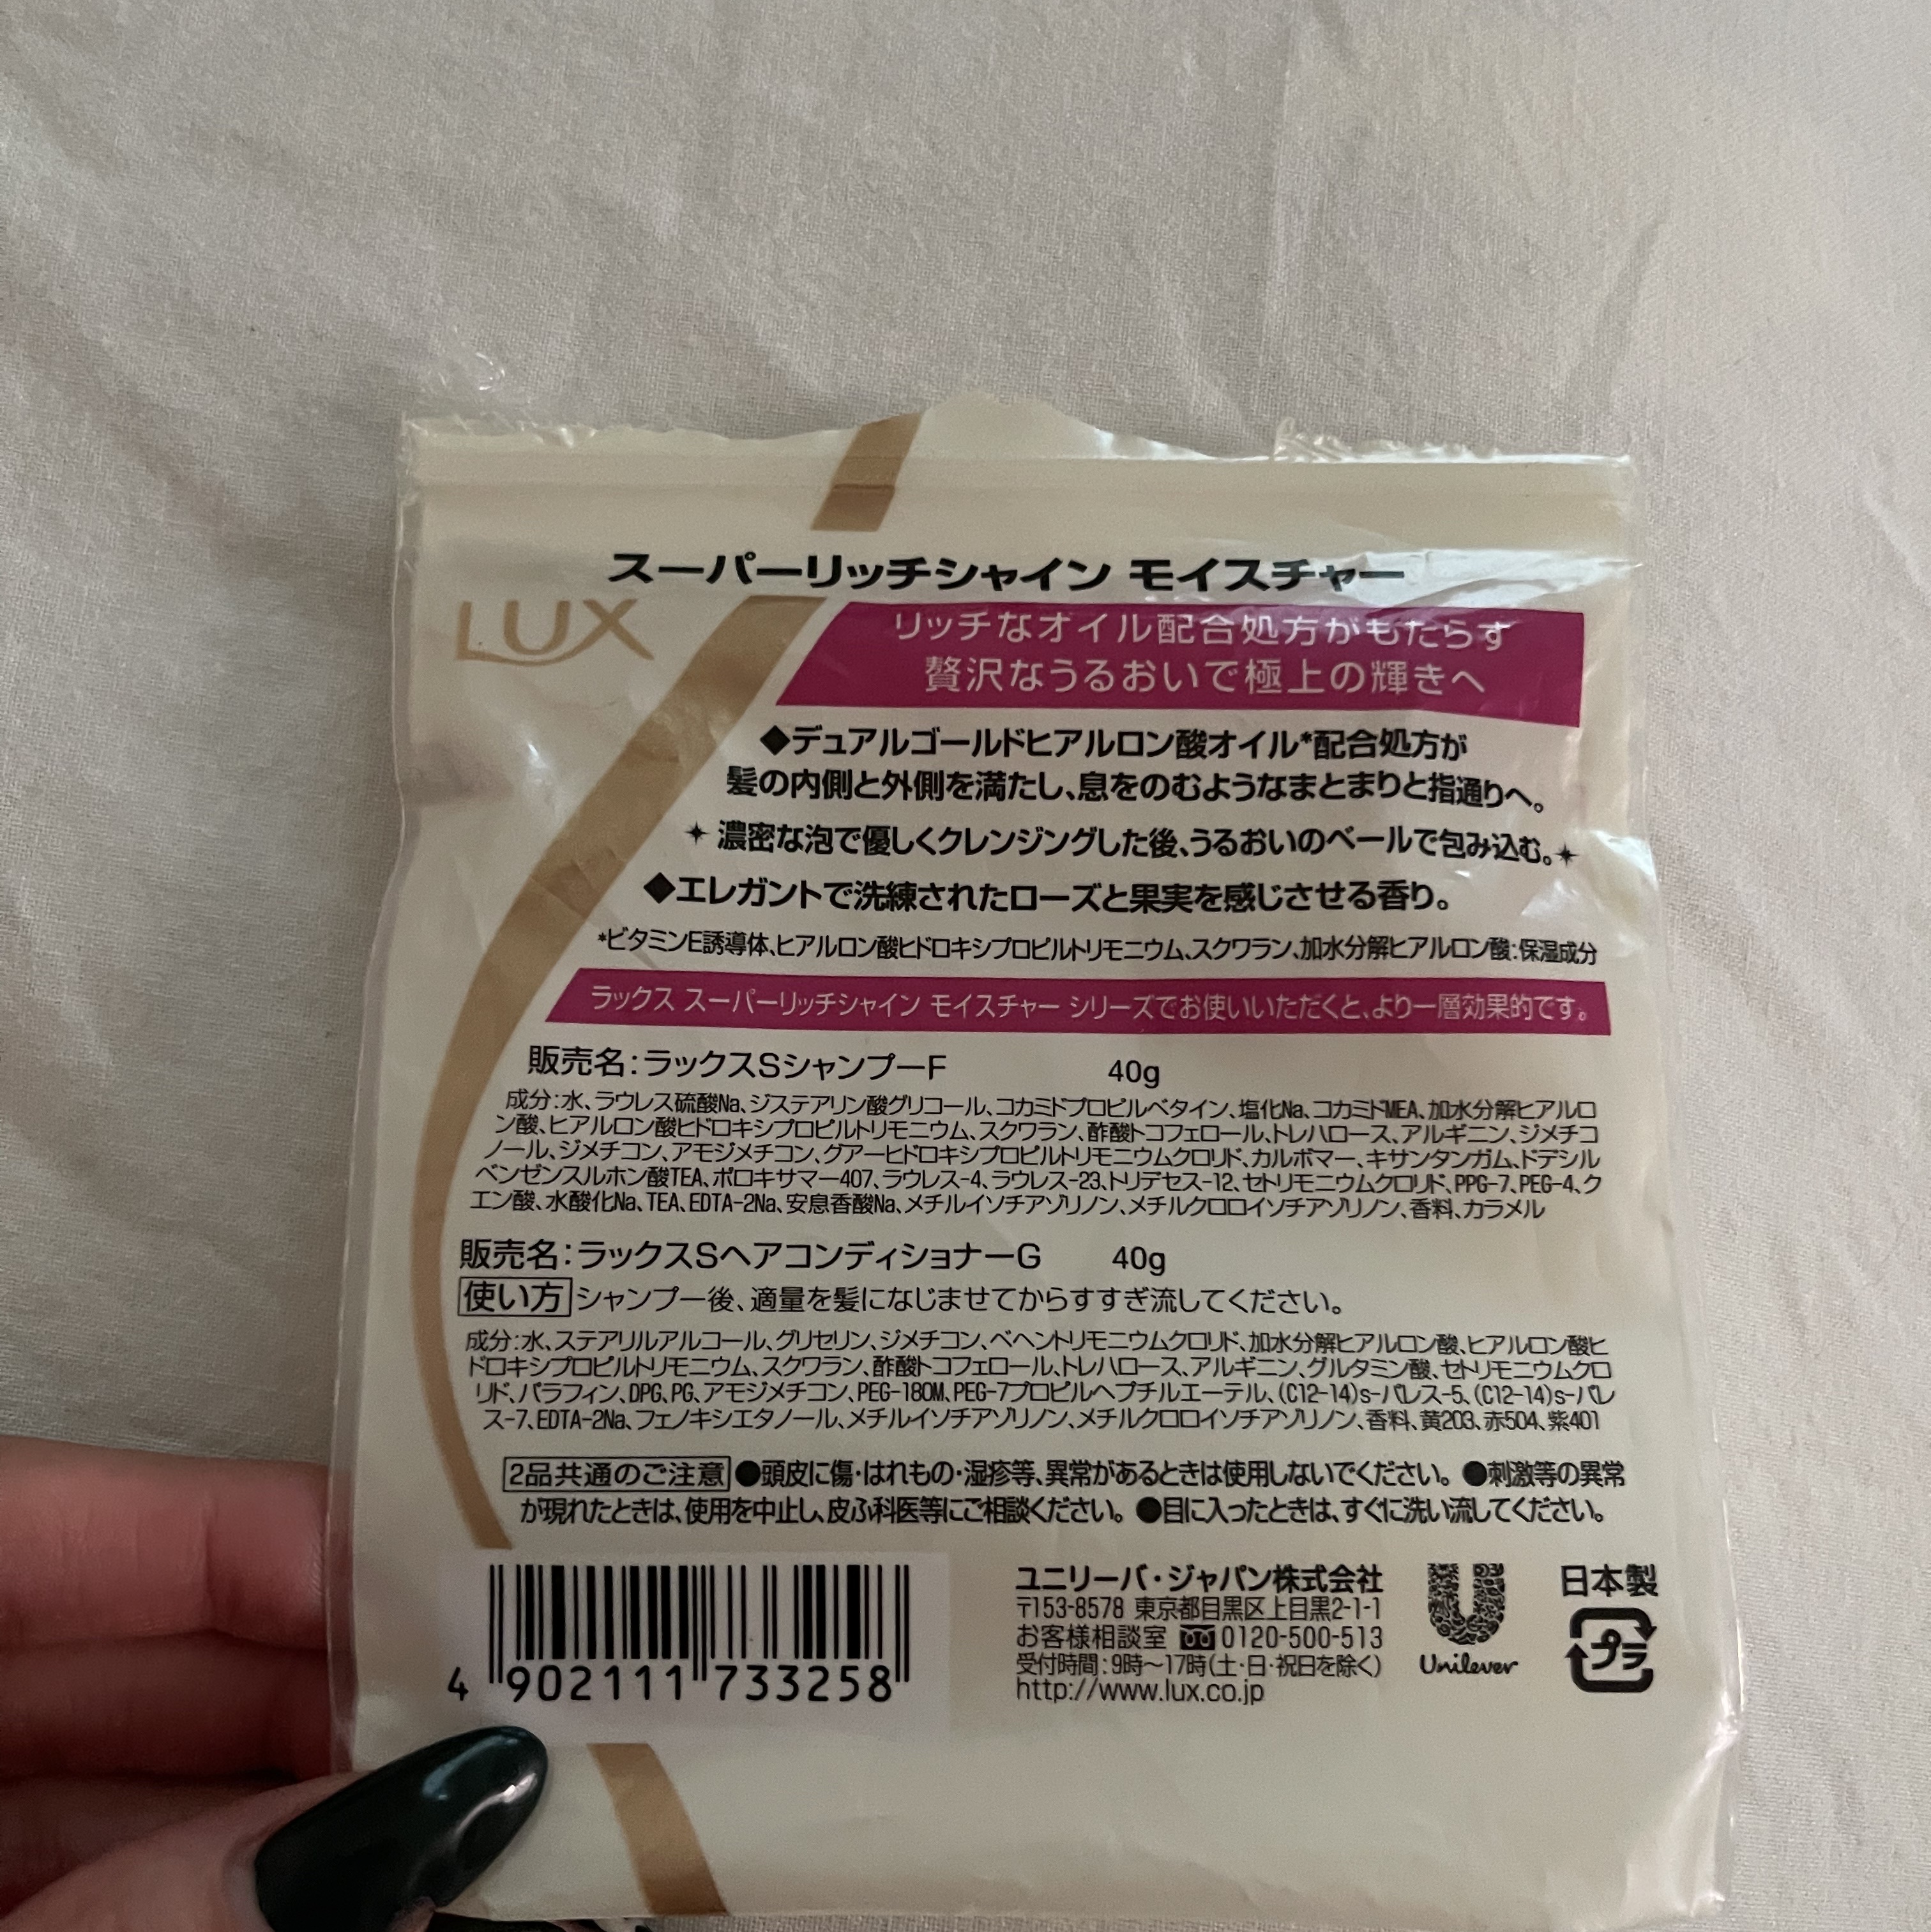 スーパーリッチシャイン モイスチャー
LUX
リッチなオイル配合処方がもたらす
贅沢なうるおいで極上の輝きへ
◆デュアルゴールドヒアルロン酸オイル*配合処方が
髪の内側と外側を満たし、息をのむようなまとまりと指通りへ。
濃密な泡で優しくクレンジングした後、うるおいのベールで包み込む。
◆エレガントで洗練されたローズと果実を感じさせる香り。
*ビタミンE誘導体、ヒアルロン酸ヒドロキシプロピルトリモニウム、スクワラン、加水分解ヒアルロン酸:保湿成分
ラックス スーパーリッチシャイン モイスチャー シリーズでお使いいただくと、より一層効果的です。
販売名:ラックスSシャンプーF 40g
成分:水、ラウレス硫酸Na、ジステアリン酸グリコール、コカミドプロピルベタイン、塩化Na、コカミドMEA、加水分解ヒアルロ
ン酸、ヒアルロン酸ヒドロキシプロピルトリモニウム、スクワラン、酢酸トコフェロール、トレハロース、アルギニン、ジメチコ
ノール、ジメチコン、アモジメチコン、グアーヒドロキシプロピルトリモニウムクロリド、カルボマー、キサンタンガム、ドデシル
ベンゼンスルホン酸TEA、ポロキサマー407、ラウレス-4、ラウレス-23、トリデセス-12、セトリモニウムクロリド、PPG-7、PEG-4、ク
エン酸、水酸化Na、TEA、EDTA-2Na、安息香酸Na、メチルイソチアゾリノン、メチルクロロイソチアゾリノン、香料、カラメル
販売名:ラックスSヘアコンディショナーG 40g
使い方 シャンプー後、適量を髪になじませてからすすぎ流してください。
成分:水、ステアリルアルコール、グリセリン、ジメチコン、ベヘントリモニウムクロリド、加水分解ヒアルロン酸、ヒアルロン酸ヒ
ドロキシプロピルトリモニウム、スクワラン、酢酸トコフェロール、トレハロース、アルギニン、グルタミン酸、セトリモニウムクロ
リド、パラフィン、DPG、PG、アモジメチコン、PEG-180M、PEG-7プロピルヘプチルエーテル、(C12-14)s-パレス-5、(C12-14)s-パレ
ス-7、EDTA-2Na、フェノキシエタノール、メチルイソチアゾリノン、メチルクロロイソチアゾリノン、香料、黄203、赤504、紫401
2品共通のご注意 ●頭皮に傷・はれもの・湿疹等、異常があるときは使用しないでください。●刺激等の異常
が現れたときは、使用を中止し、皮ふ科医等にご相談ください。●目に入ったときは、すぐに洗い流してください。
4 902111 733258
ユニリーバ・ジャパン株式会社
〒153-8578 東京都目黒区上目黒2-1-1
お客様相談室 0120-500-513
受付時間:9時～17時(土・日・祝日を除く)
http://www.lux.co.jp
Unilever
日本製
プラ